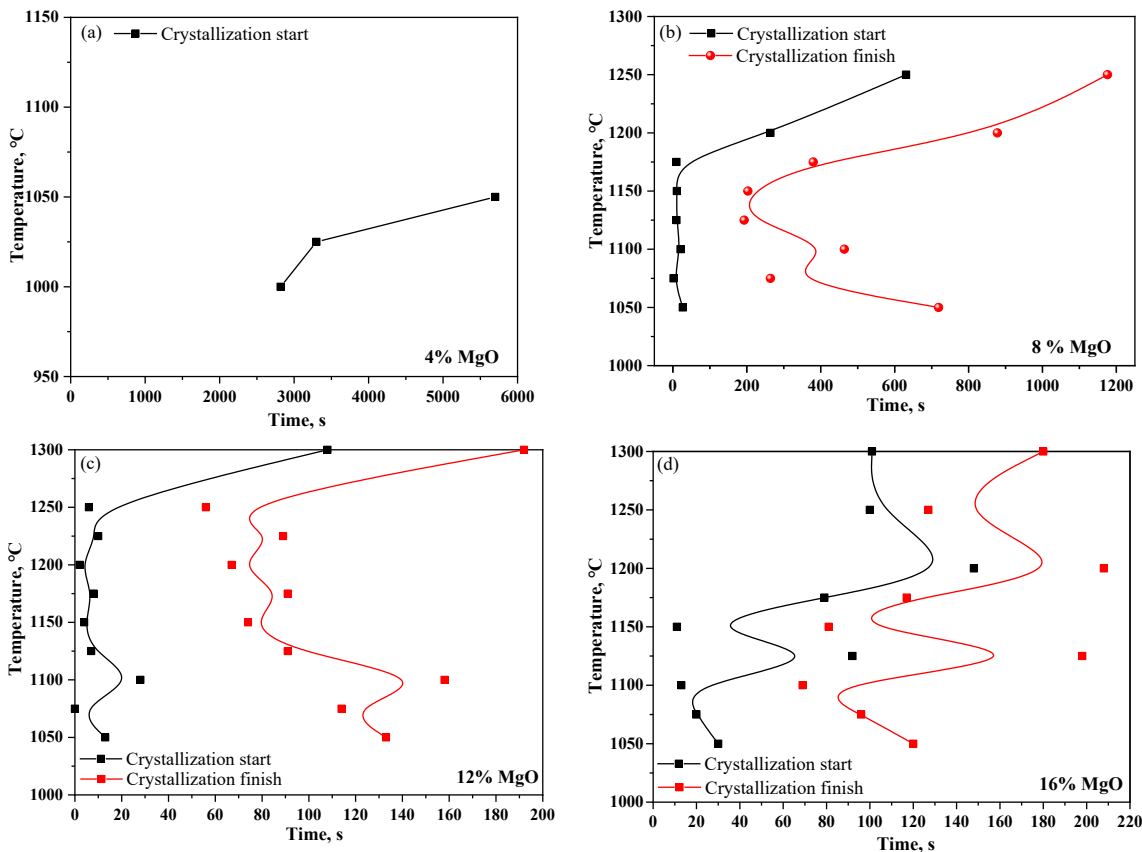 (a)
Crystallization start
1150
1100
1050
1000
950
Temperature, °C
0
1000
2000
3000
4000
5000
6000
Time, s
4% MgO
(b)
Crystallization start
Crystallization finish
1300
1250
1200
1150
1100
1050
1000
Temperature, °C
0
200
400
600
800
1000
1200
Time, s
8 % MgO
(c)
1300
1250
1200
1150
1100
1050
1000
Temperature, °C
Crystallization start
Crystallization finish
12% MgO
0
20
40
60
80
100
120
140
160
180
200
Time, s
(d)
1300
1250
1200
1150
1100
1050
1000
Temperature, °C
Crystallization start
Crystallization finish
16% MgO
0
20
40
60
80
100
120
140
160
180
200
220
Time, s